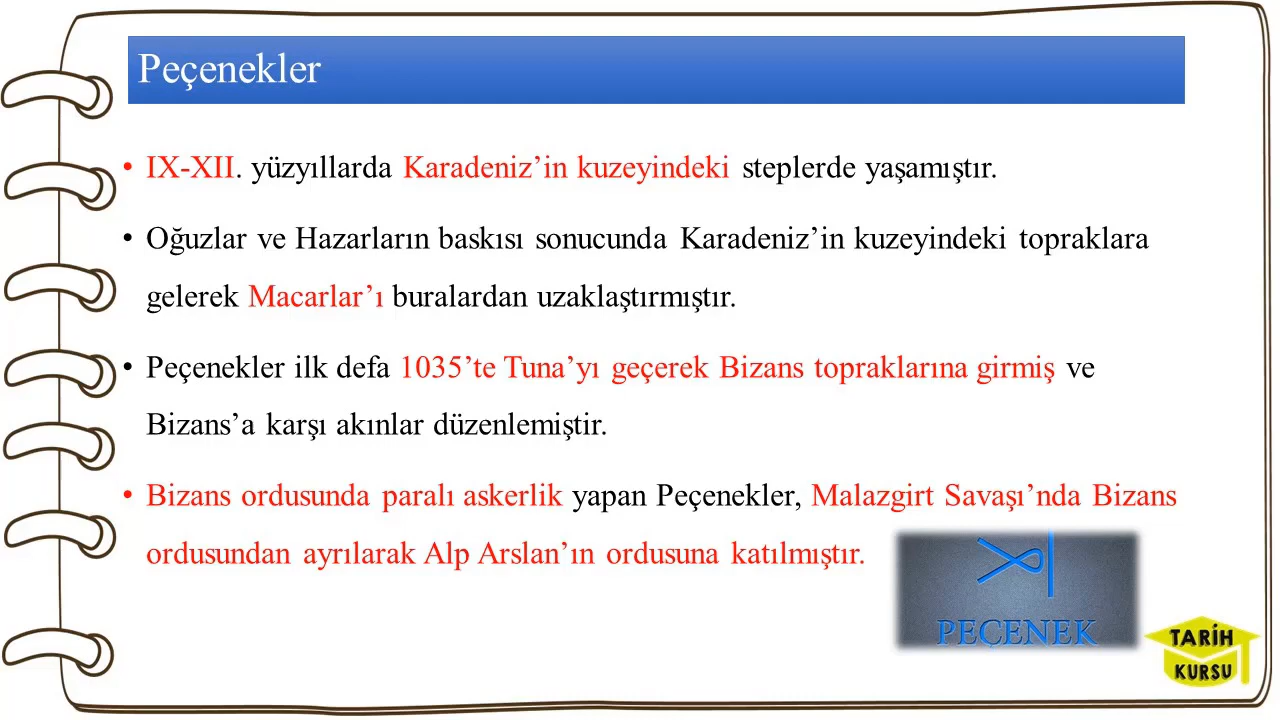 Peçenekler
• IX-XII. yüzyıllarda Karadeniz’in kuzeyindeki steplerde yaşamıştır.
• Oğuzlar ve Hazarların baskısı sonucunda Karadeniz’in kuzeyindeki topraklara
gelerek Macarlar’ı buralardan uzaklaştırmıştır.
• Peçenekler ilk defa 1035’te Tuna’yı geçerek Bizans topraklarına girmiş ve
Bizans’a karşı akınlar düzenlemiştir.
• Bizans ordusunda paralı askerlik yapan Peçenekler, Malazgirt Savaşı’nda Bizans
ordusundan ayrılarak Alp Arslan’ın ordusuna katılmıştır.
PEÇENEK
TARİH
KURSU